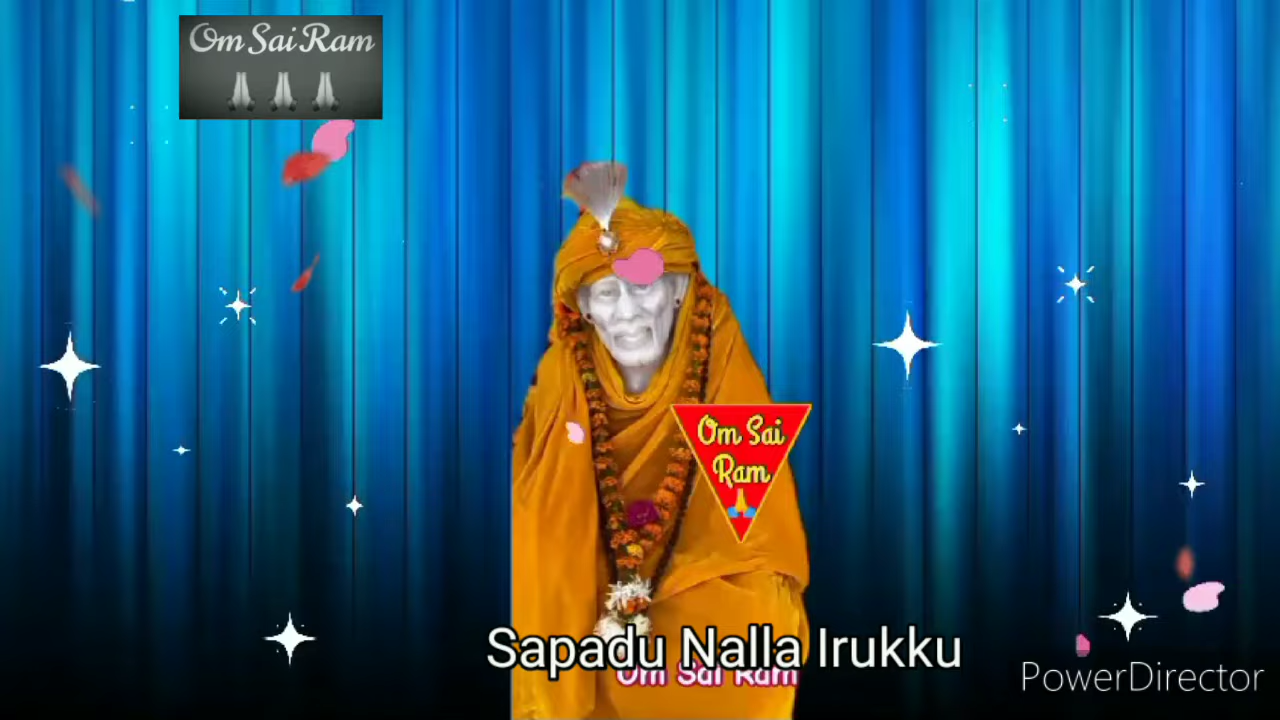 Om Sai Ram
🙏 🙏 🙏
Om Sai
Ram
🙏
Sapadu Nalla Irukku
Om Sai Ram
PowerDirector